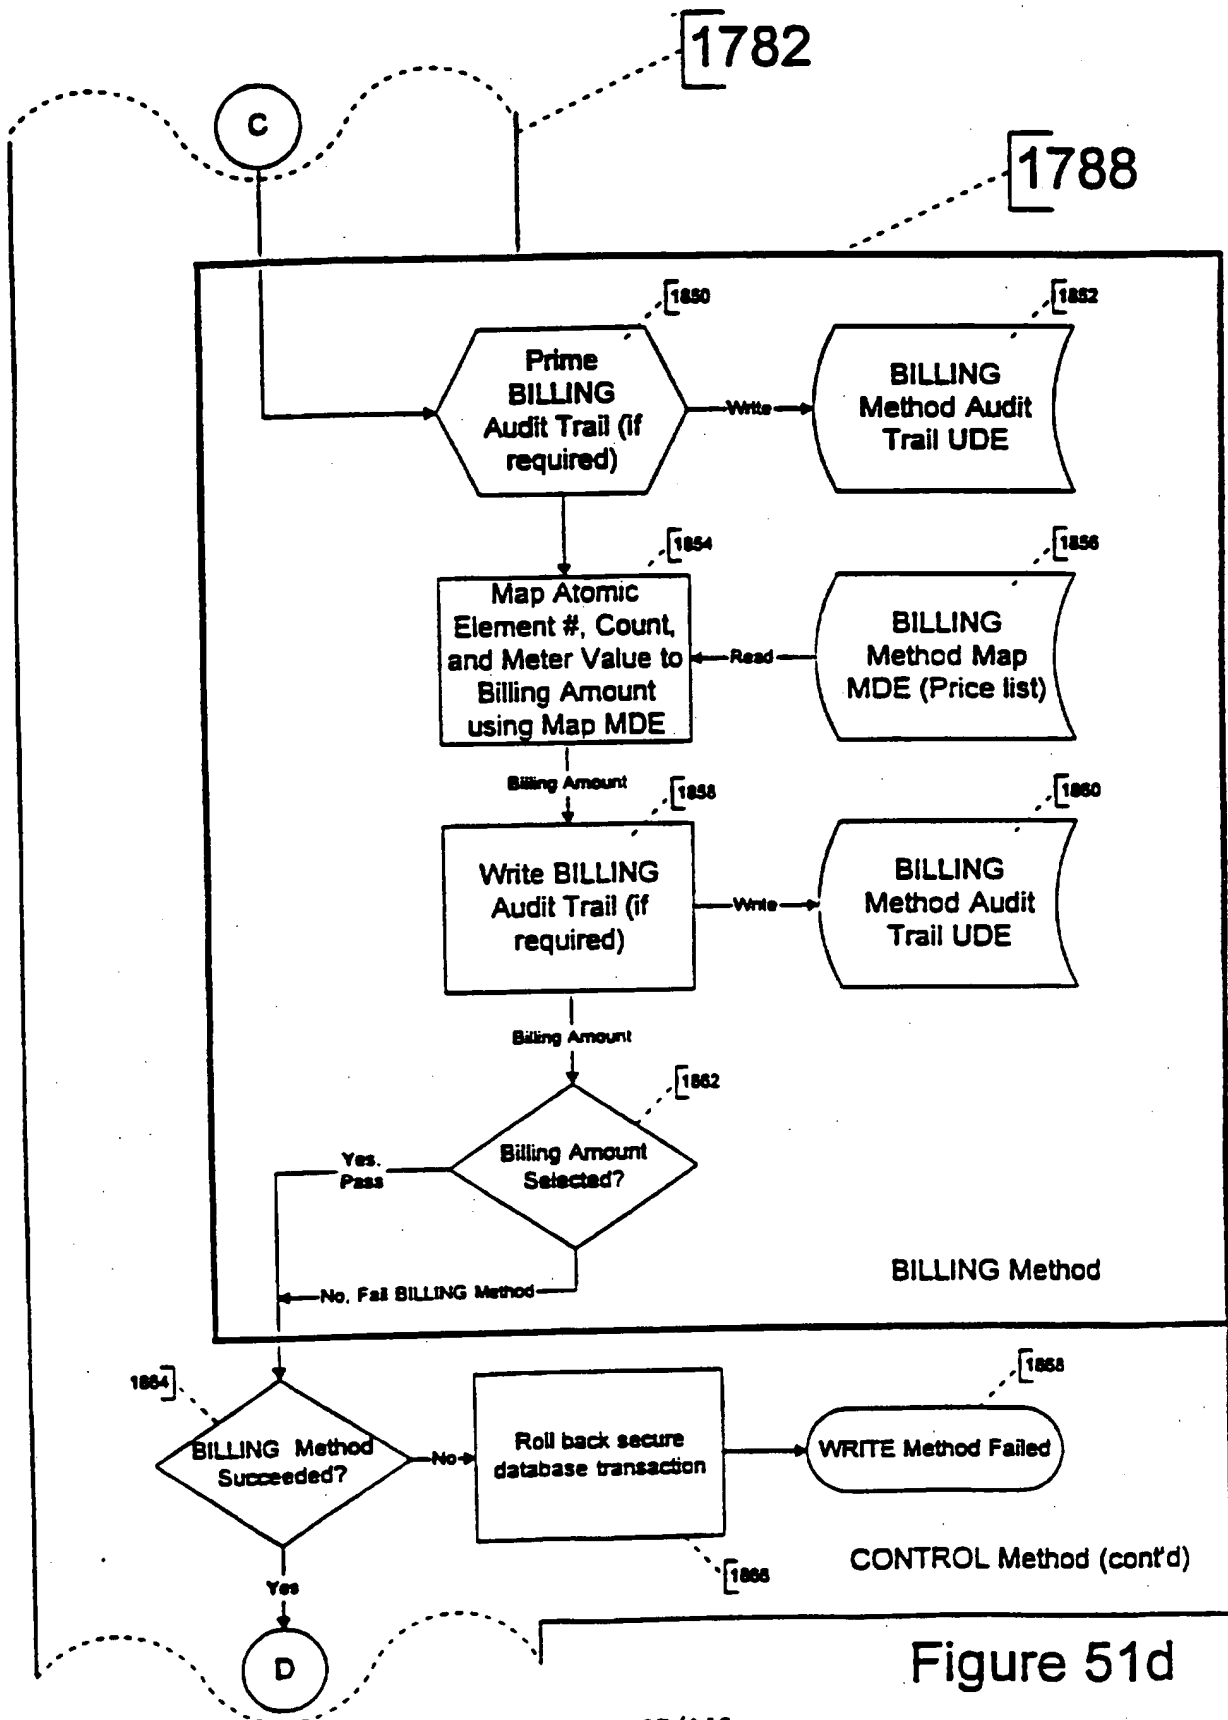 1782
C
1788
1850
1852
Prime
BILLING
Audit Trail (if
required)
Write
BILLING
Method Audit
Trail UDE
1854
1856
Map Atomic
Element #, Count,
and Meter Value to
Billing Amount
using Map MDE
Read
BILLING
Method Map
MDE (Price list)
Billing Amount
1858
1860
Write BILLING
Audit Trail (if
required)
Write
BILLING
Method Audit
Trail UDE
Billing Amount
1862
Billing Amount
Selected?
Yes,
Pass
No, Fail BILLING Method
BILLING Method
1864
BILLING Method
Succeeded?
No
Roll back secure
database transaction
1868
WRITE Method Failed
1866
CONTROL Method (cont'd)
Yes
D
Figure 51d